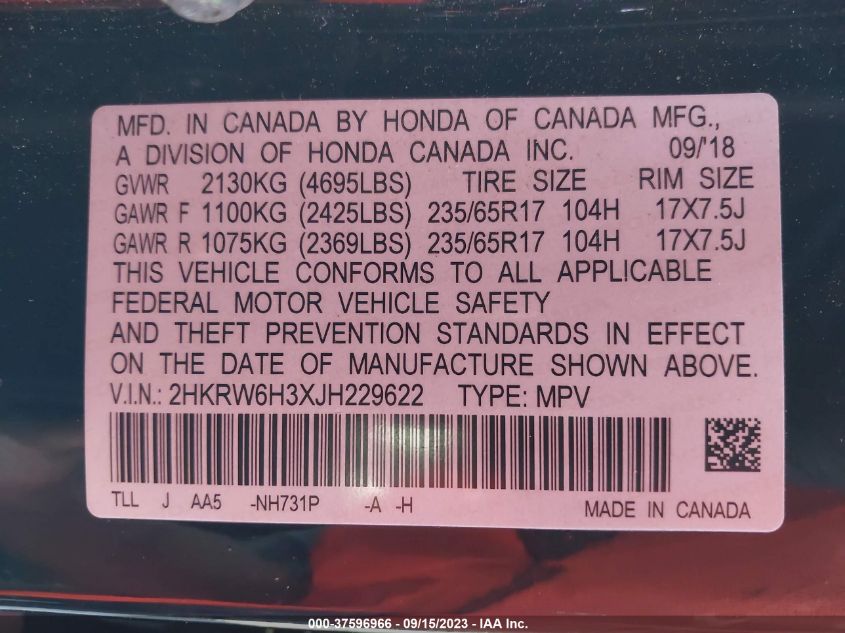 MFD. IN CANADA BY HONDA OF CANADA MFG.,
A DIVISION OF HONDA CANADA INC. 09/'18
GVWR 2130KG (4695LBS) TIRE SIZE RIM SIZE
GAWR F 1100KG (2425LBS) 235/65R17 104H 17X7.5J
GAWR R 1075KG (2369LBS) 235/65R17 104H 17X7.5J
THIS VEHICLE CONFORMS TO ALL APPLICABLE
FEDERAL MOTOR VEHICLE SAFETY
AND THEFT PREVENTION STANDARDS IN EFFECT
ON THE DATE OF MANUFACTURE SHOWN ABOVE.
V.I.N.: 2HKRW6H3XJH229622 TYPE: MPV
TLL J AA5 -NH731P -A -H MADE IN CANADA
000-37596966 - 09/15/2023 - IAA Inc.